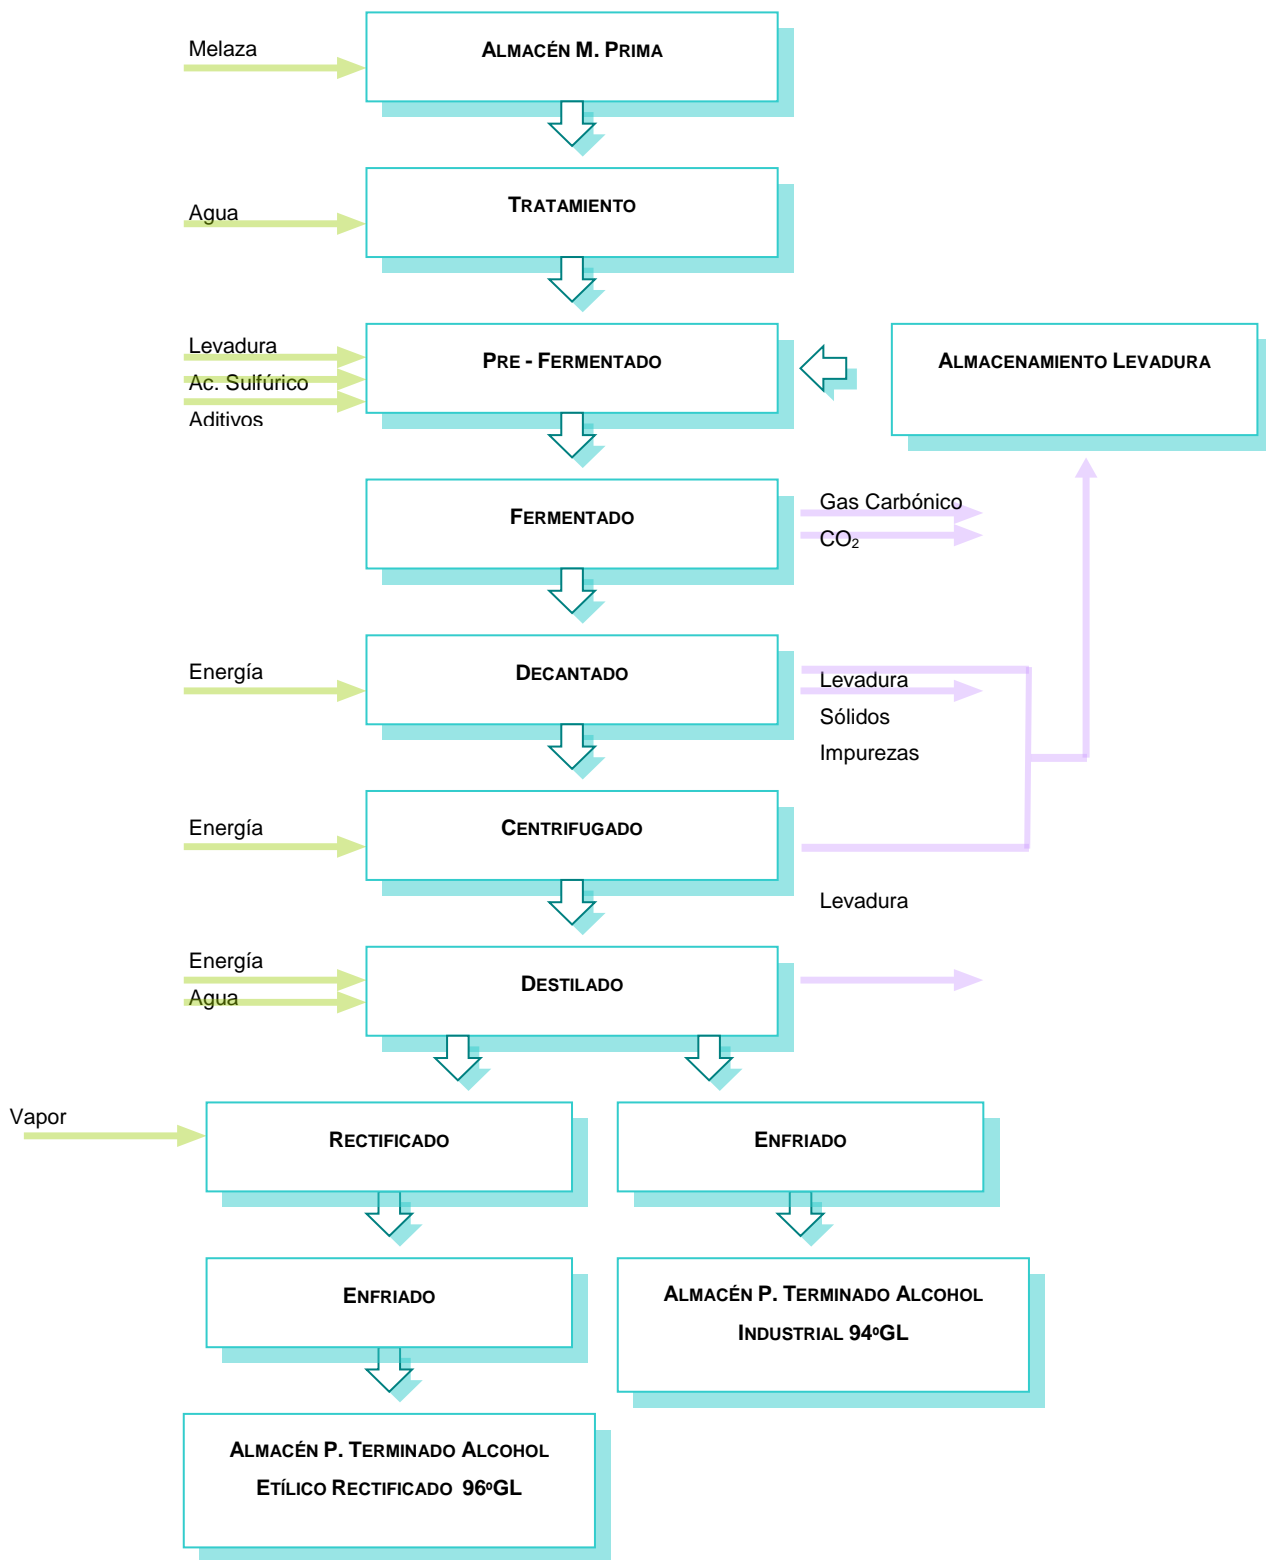 Melaza
ALMACÉN M. PRIMA
Agua
TRATAMIENTO
Levadura
Ac. Sulfúrico
Aditivos
PRE - FERMENTADO
ALMACENAMIENTO LEVADURA
FERMENTADO
Gas Carbónico
CO₂
Energía
DECANTADO
Levadura
Sólidos
Impurezas
Energía
CENTRIFUGADO
Levadura
Energía
Agua
DESTILADO
Vapor
RECTIFICADO
ENFRIADO
ENFRIADO
ALMACÉN P. TERMINADO ALCOHOL
INDUSTRIAL 94ºGL
ALMACÉN P. TERMINADO ALCOHOL
ETÍLICO RECTIFICADO 96ºGL